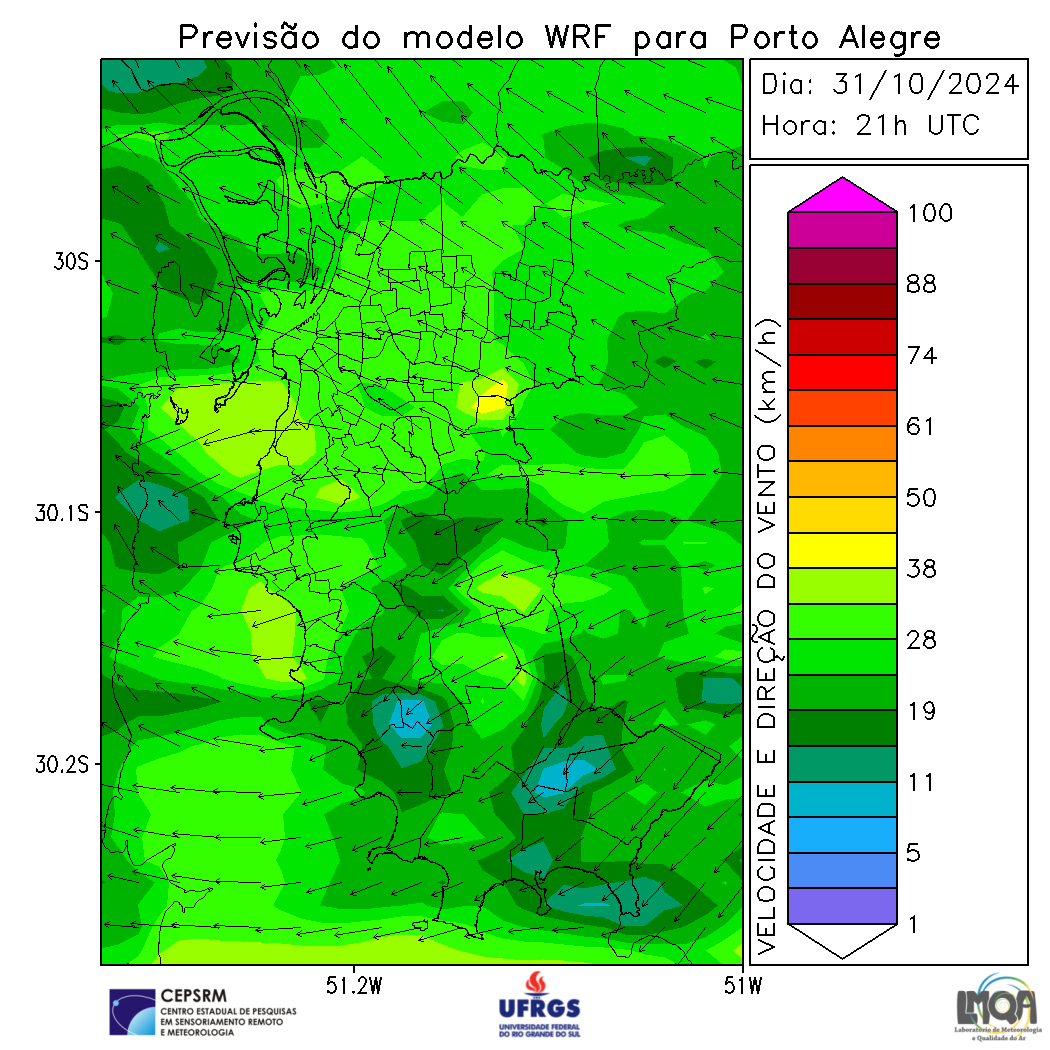 Previsão do modelo WRF para Porto Alegre
Dia: 31/10/2024
Hora: 21h UTC
30S
30.1S
30.2S
51.2W
51W
VELOCIDADE E DIREÇÃO DO VENTO (km/h)
100
88
74
61
50
38
28
19
11
5
1
CEPSRM
CENTRO ESTADUAL DE PESQUISAS
EM SENSORIAMENTO REMOTO
E METEOROLOGIA
UFRGS
UNIVERSIDADE FEDERAL
DO RIO GRANDE DO SUL
LMQA
Laboratório de Meteorologia
e Qualidade do Ar